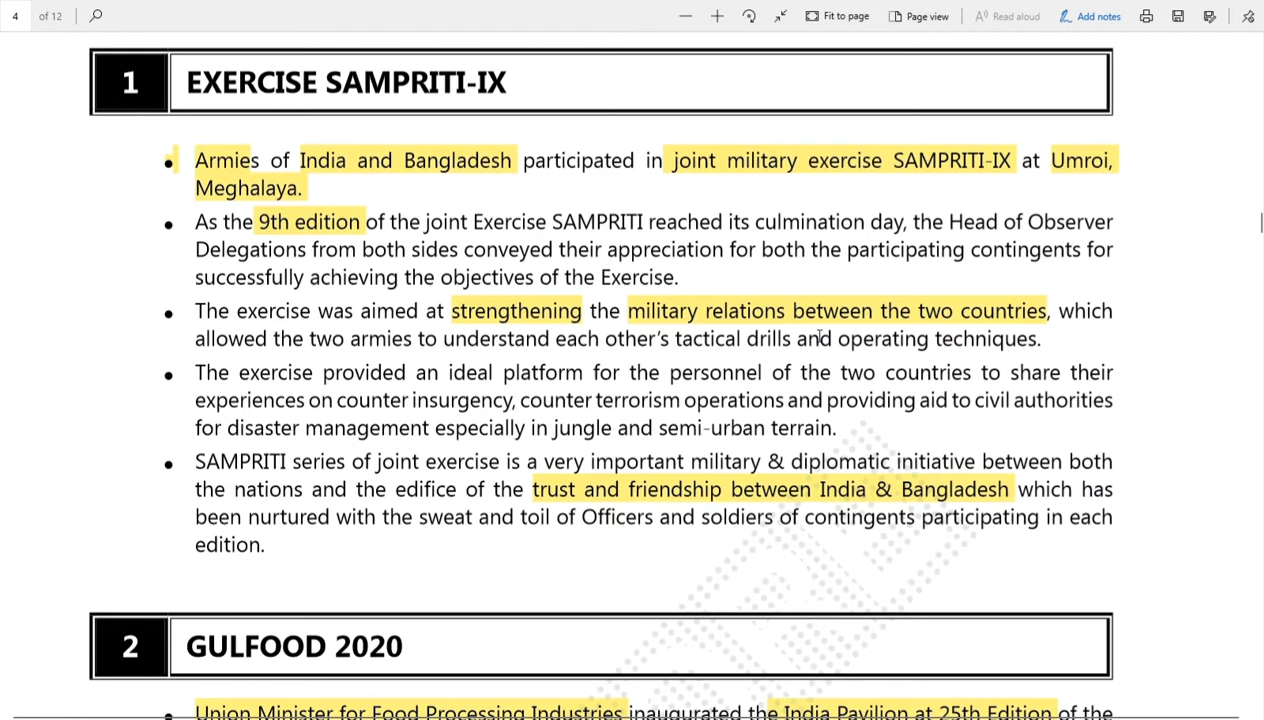 4 of 12 Fit to page Page view Read aloud Add notes
1 EXERCISE SAMPRITI-IX
• Armies of India and Bangladesh participated in joint military exercise SAMPRITI-IX at Umroi,
Meghalaya.
• As the 9th edition of the joint Exercise SAMPRITI reached its culmination day, the Head of Observer
Delegations from both sides conveyed their appreciation for both the participating contingents for
successfully achieving the objectives of the Exercise.
• The exercise was aimed at strengthening the military relations between the two countries, which
allowed the two armies to understand each other’s tactical drills and operating techniques.
• The exercise provided an ideal platform for the personnel of the two countries to share their
experiences on counter insurgency, counter terrorism operations and providing aid to civil authorities
for disaster management especially in jungle and semi-urban terrain.
• SAMPRITI series of joint exercise is a very important military & diplomatic initiative between both
the nations and the edifice of the trust and friendship between India & Bangladesh which has
been nurtured with the sweat and toil of Officers and soldiers of contingents participating in each
edition.
2 GULFOOD 2020
• Union Minister for Food Processing Industries inaugurated the India Pavilion at 25th Edition of the